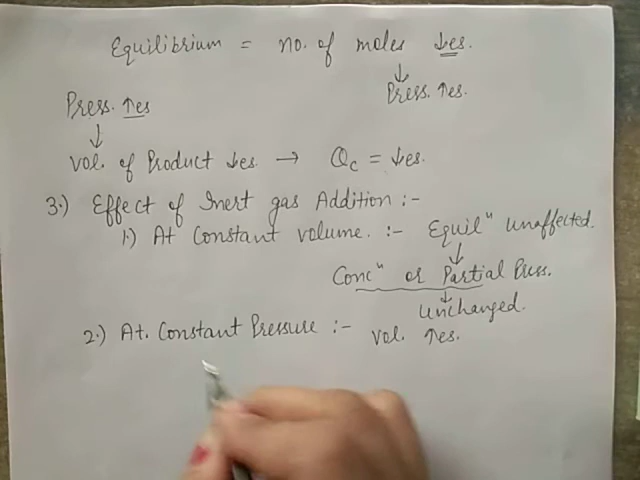 Equilibrium = no. of moles ↓es.
↓
Press. ↑es
Press. ↑es.
↓
vol. of Product ↓es → Qc = ↓es.
3.) Effect of Inert gas Addition :-
1.) At Constant volume. :- Equilⁿ Unaffected.
↓
Concⁿ or Partial Press.
↓
Unchanged.
2.) At. Constant Pressure :- vol. ↑es.